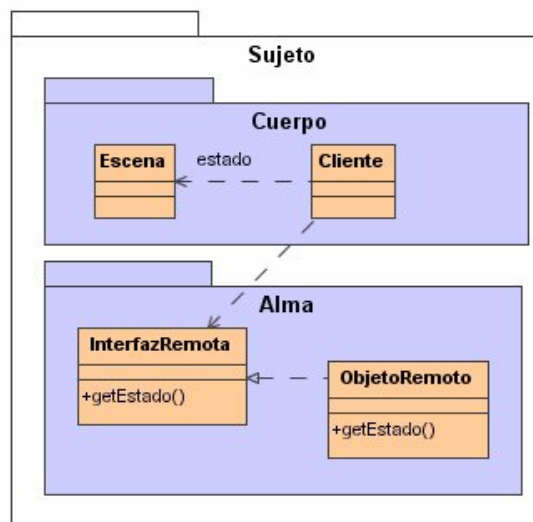 Sujeto
Cuerpo
Escena
estado
Cliente
Alma
InterfazRemota
+getEstado()
ObjetoRemoto
+getEstado()